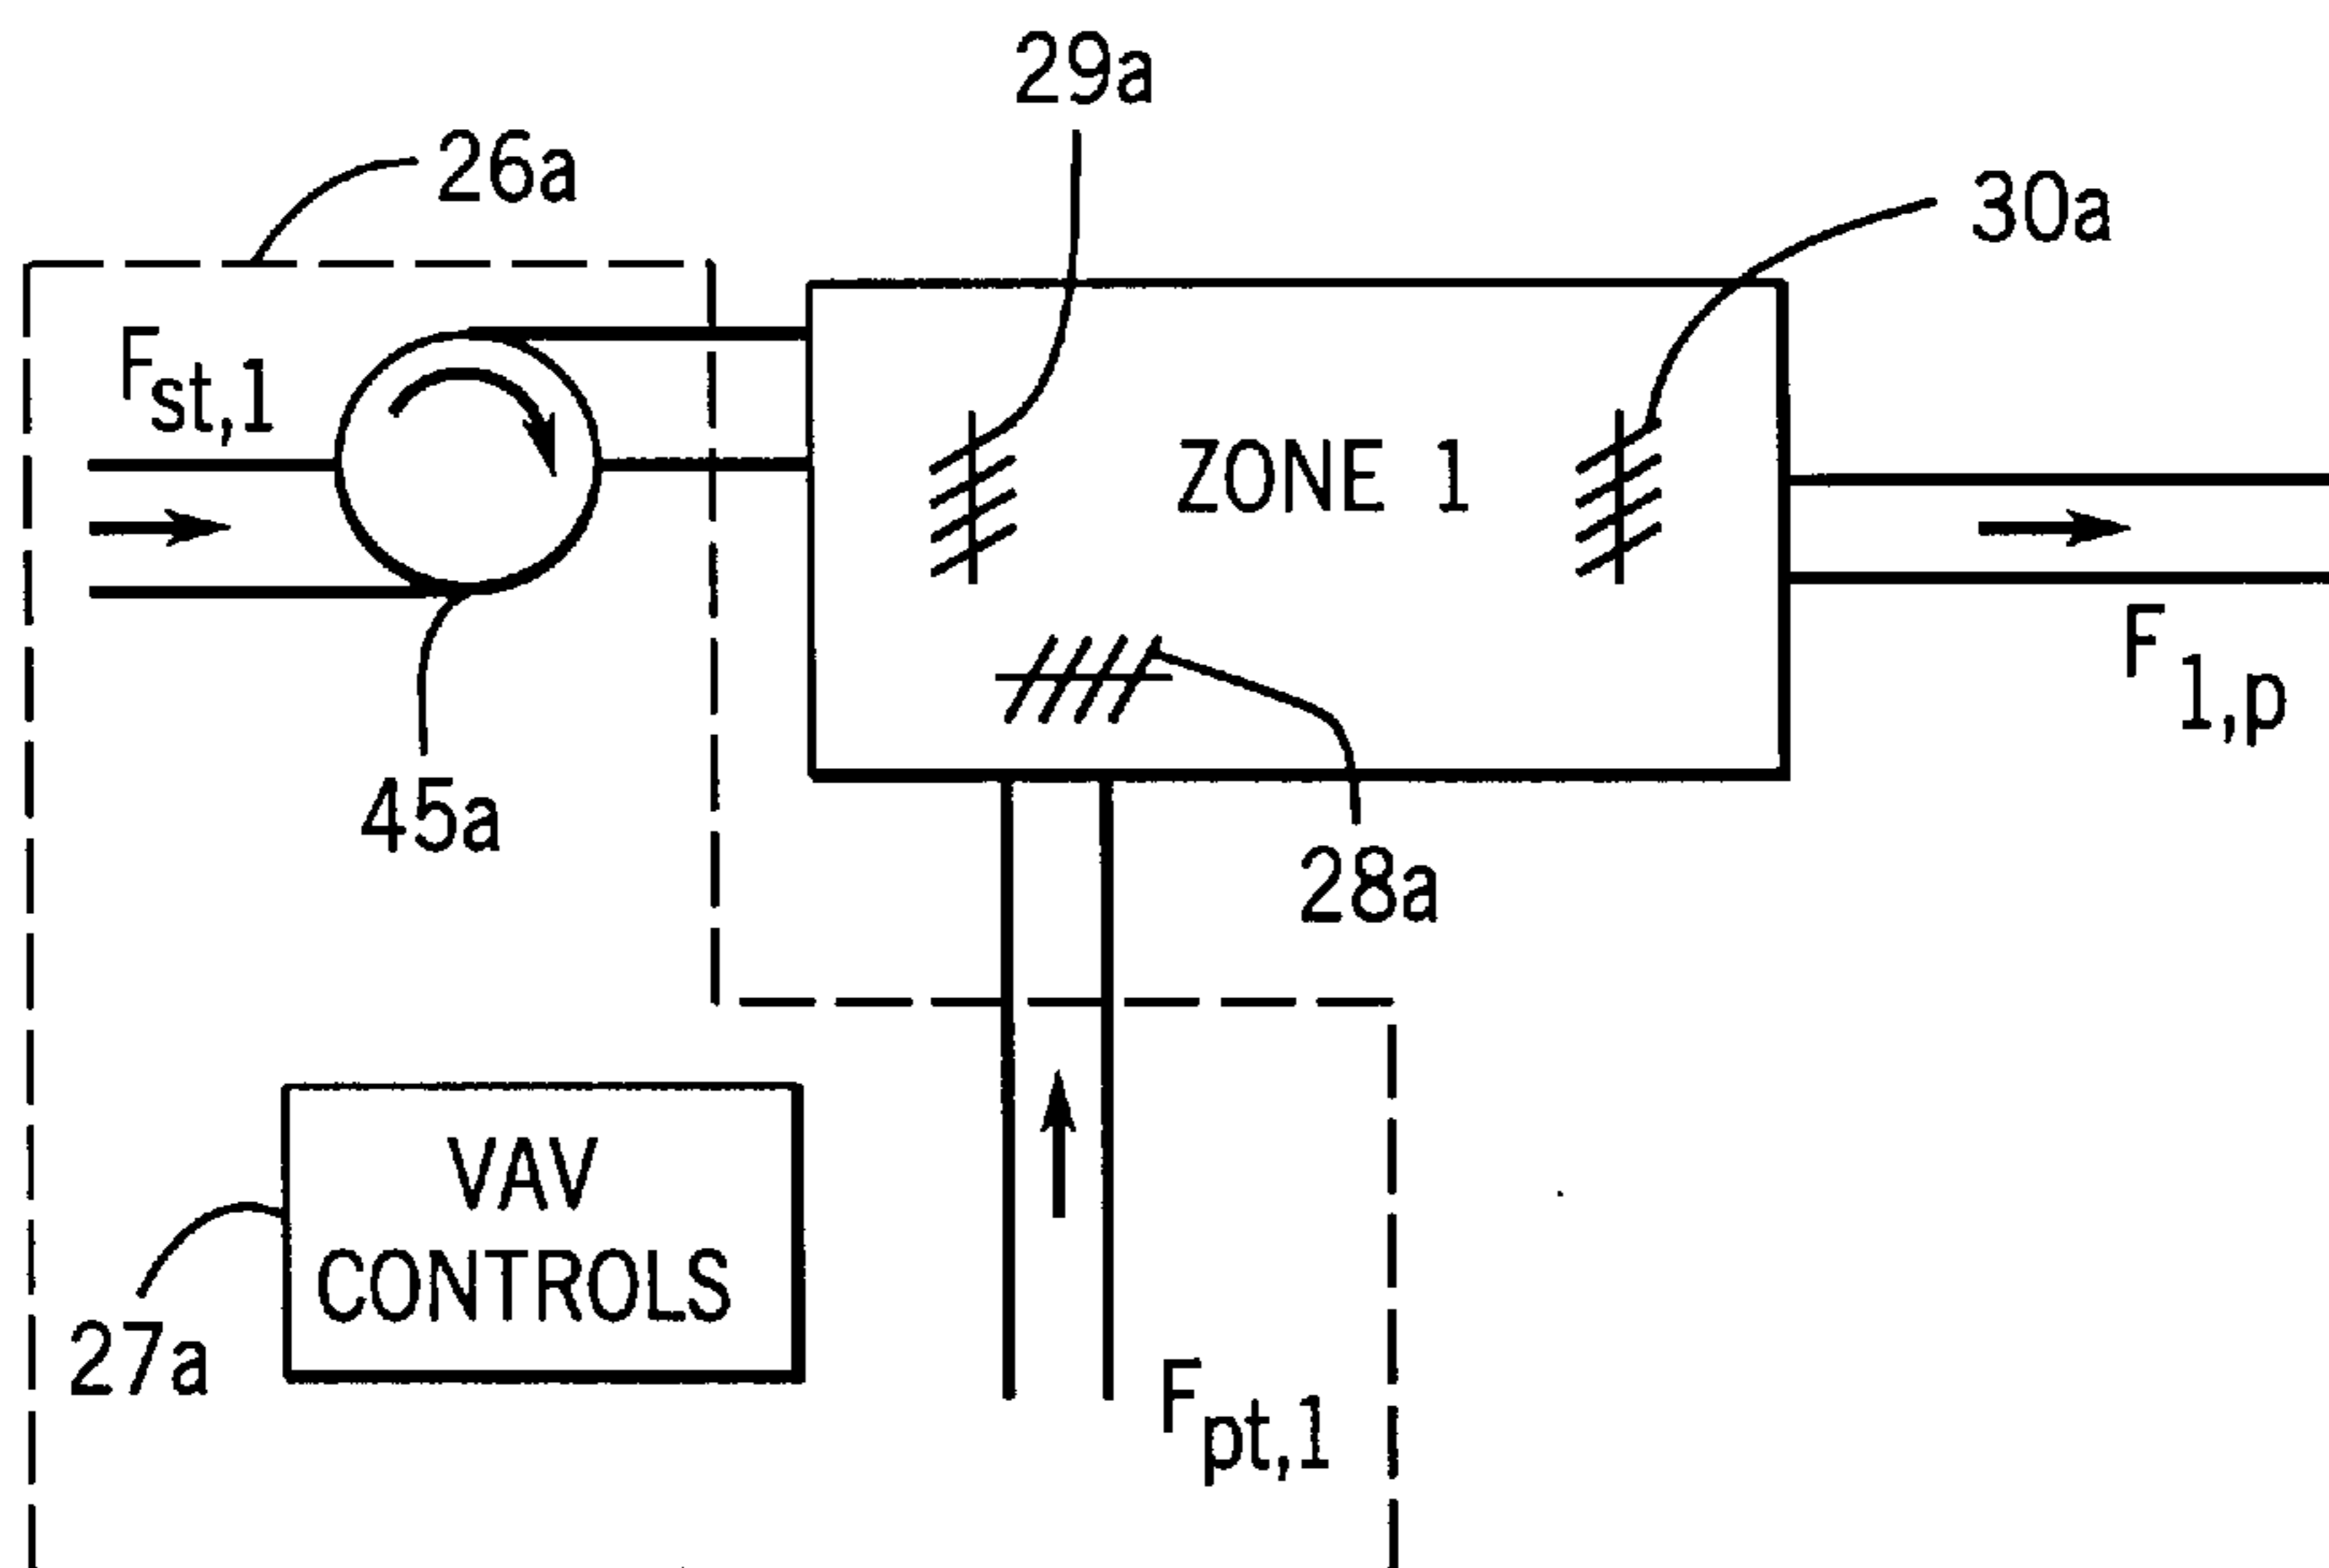 29a
26a
30a
Fst,1
ZONE 1
F1,p
45a
28a
VAV
CONTROLS
27a
Fpt,1